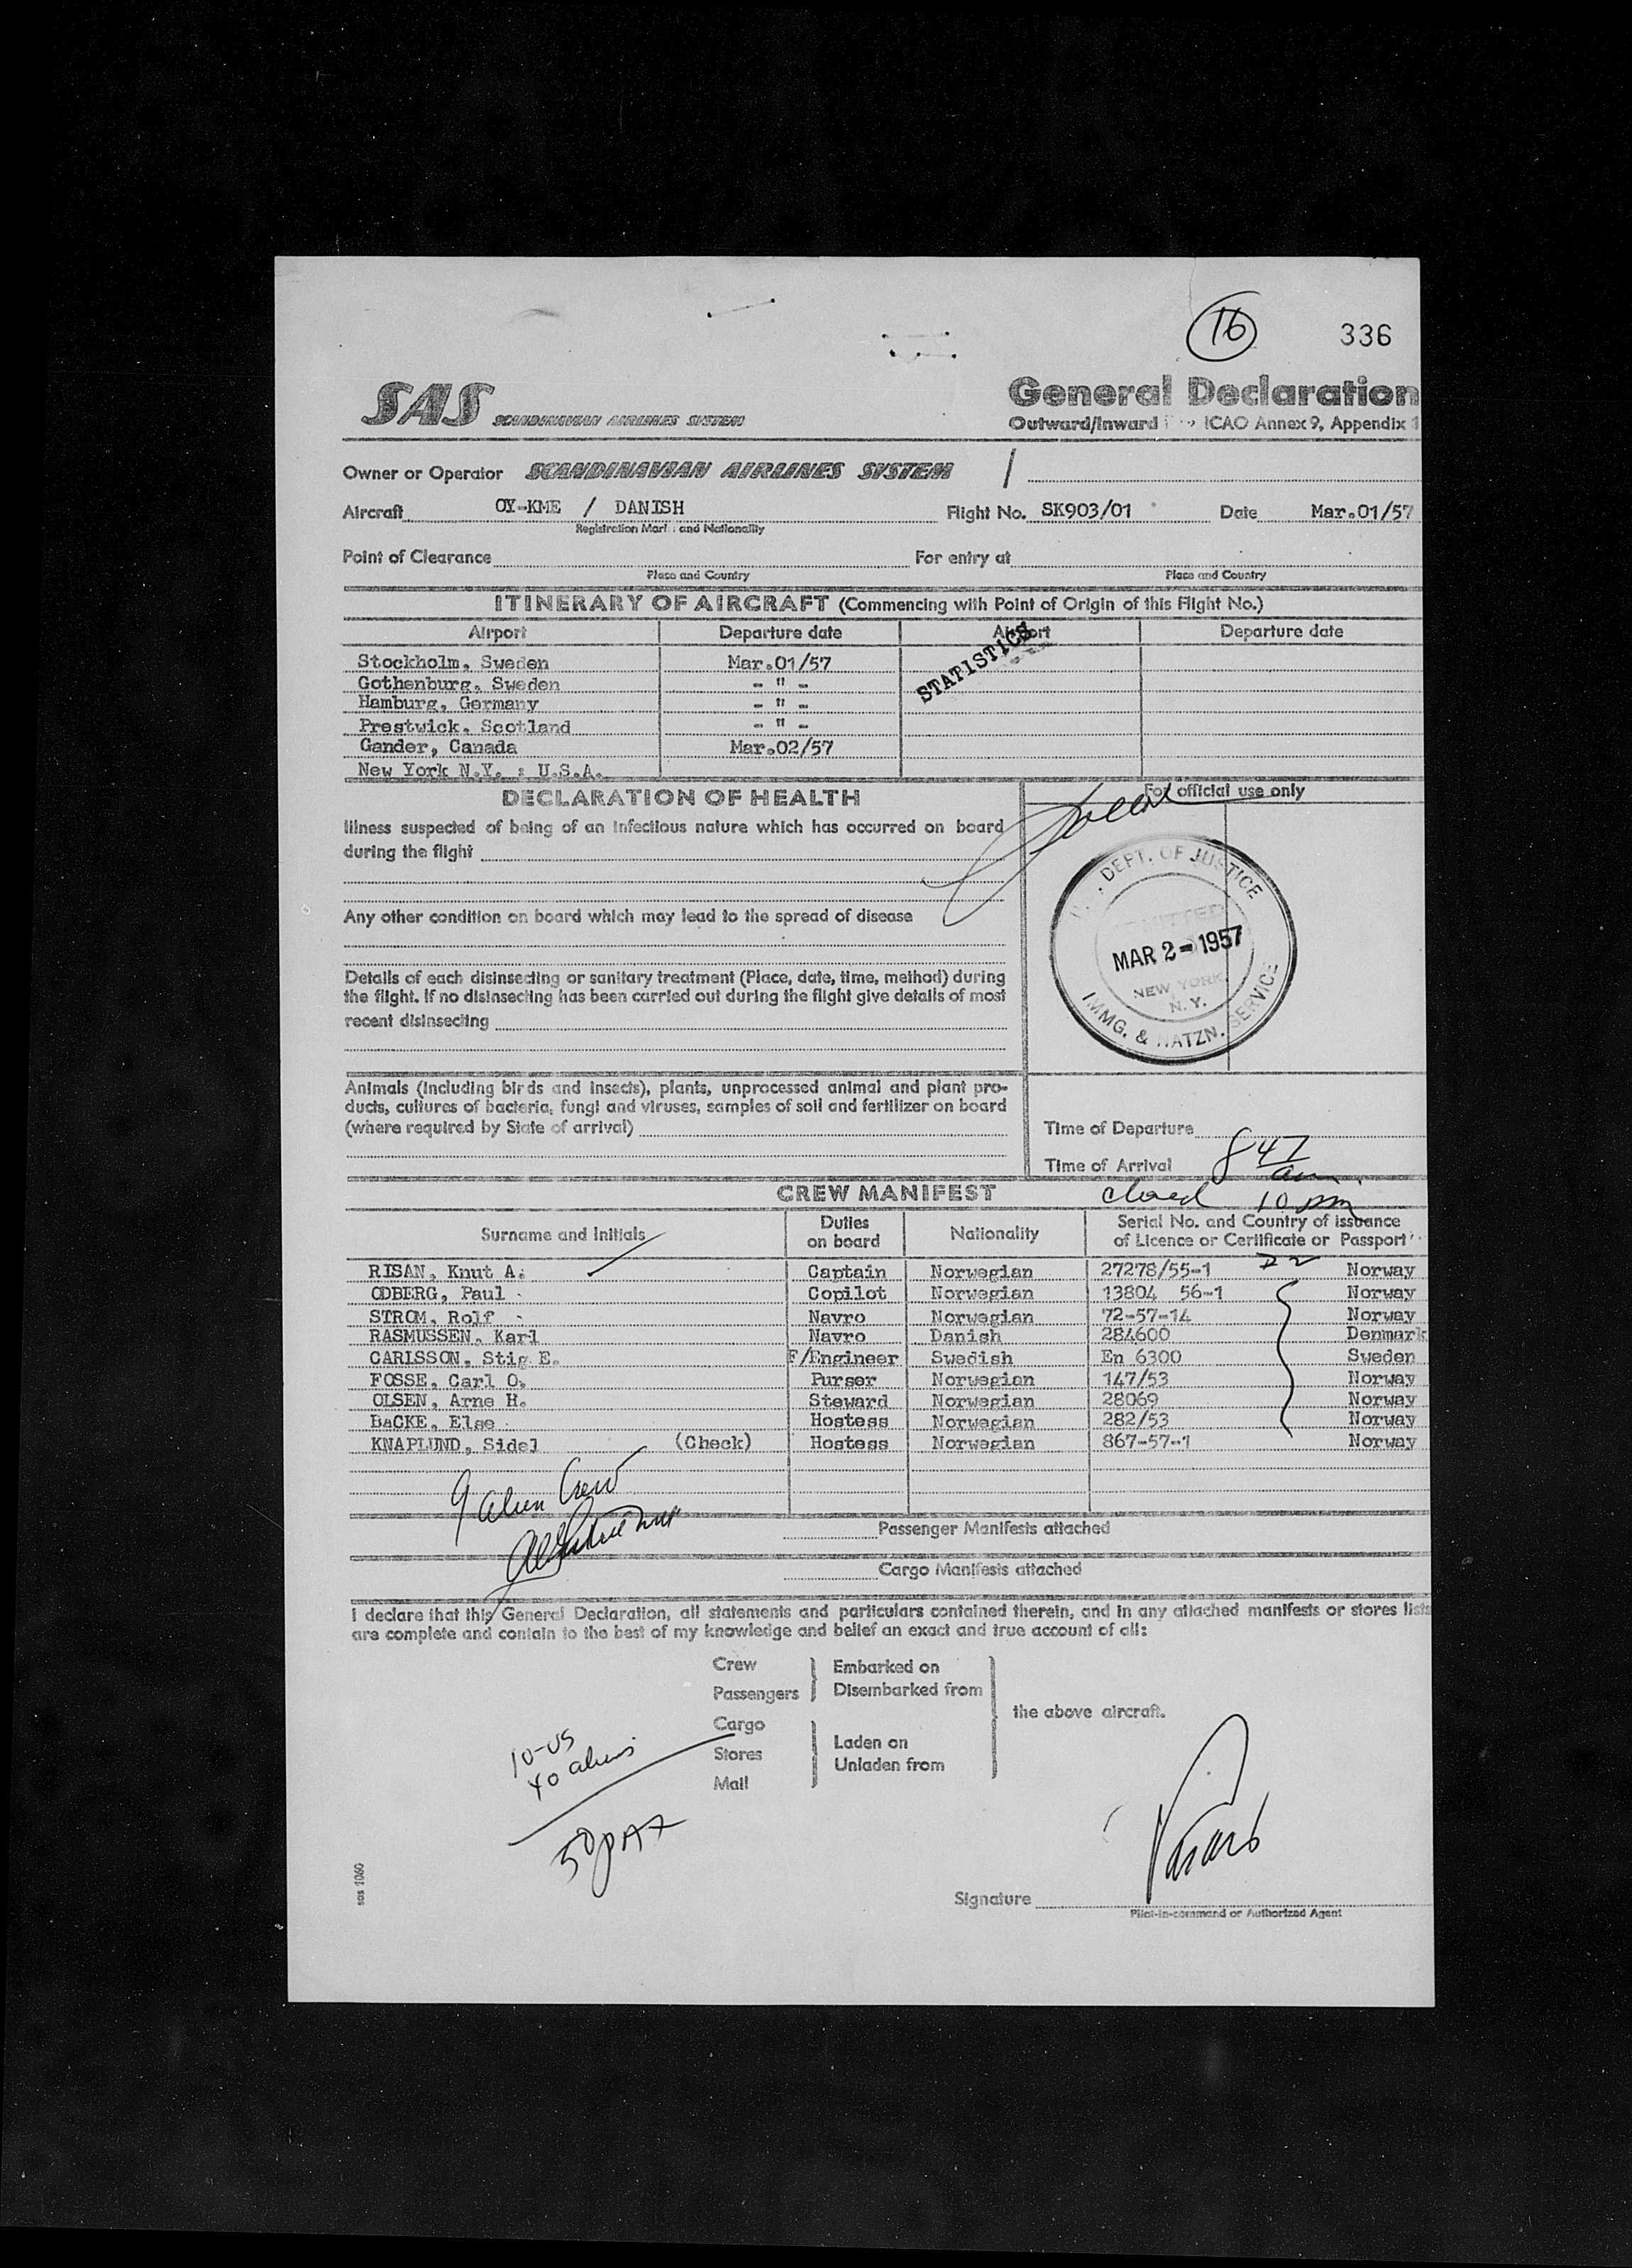 16
336
SAS SCANDINAVIAN AIRLINES SYSTEM
General Declaration
Outward/Inward ICAO Annex 9, Appendix 1
Owner or Operator SCANDINAVIAN AIRLINES SYSTEM
Aircraft OY-KME / DANISH Flight No. SK903/01 Date Mar.01/57
Registration Mark and Nationality
Point of Clearance For entry at
Place and Country Place and Country
ITINERARY OF AIRCRAFT (Commencing with Point of Origin of this Flight No.)
Airport Departure date Airport Departure date
STATISTICS
Stockholm, Sweden Mar.01/57
Gothenburg, Sweden - " -
Hamburg, Germany - " -
Prestwick, Scotland - " -
Gander, Canada Mar.02/57
New York N.Y. : U.S.A.
DECLARATION OF HEALTH
Illness suspected of being of an infectious nature which has occurred on board
during the flight
Any other condition on board which may lead to the spread of disease
Details of each disinsecting or sanitary treatment (Place, date, time, method) during
the flight. If no disinsecting has been carried out during the flight give details of most
recent disinsecting
Animals (including birds and insects), plants, unprocessed animal and plant pro-
ducts, cultures of bacteria, fungi and viruses, samples of soil and fertilizer on board
(where required by State of arrival)
For official use only
DEPT. OF JUSTICE
ADMITTED
MAR 2 - 1957
NEW YORK
N.Y.
IMMG. & NATZN. SERVICE
Time of Departure
Time of Arrival 8 47 am
closed 10 pm
CREW MANIFEST
Surname and initials Duties on board Nationality Serial No. and Country of issuance of Licence or Certificate or Passport
RISAN, Knut A. Captain Norwegian 27278/55-1 D2 Norway
ODBERG, Paul Copilot Norwegian 13804 56-1 Norway
STROM, Rolf Navro Norwegian 72-57-14 Norway
RASMUSSEN, Karl Navro Danish 284600 Denmark
CARLSSON, Stig E. F/Engineer Swedish En 6300 Sweden
FOSSE, Carl O. Purser Norwegian 147/53 Norway
OLSEN, Arne H. Steward Norwegian 28069 Norway
BACKE, Else Hostess Norwegian 282/53 Norway
KNAPLUND, Sidel (Check) Hostess Norwegian 867-57-1 Norway
9 alien Crew
Passenger Manifests attached
Cargo Manifests attached
I declare that this General Declaration, all statements and particulars contained therein, and in any attached manifests or stores lists
are complete and contain to the best of my knowledge and belief an exact and true account of all:
Crew Embarked on
Passengers Disembarked from
the above aircraft.
Cargo
Stores Laden on
Mail Unladen from
10-US
40 aliens
50 PAX
Signature
Pilot-in-command or Authorized Agent
sas 1060